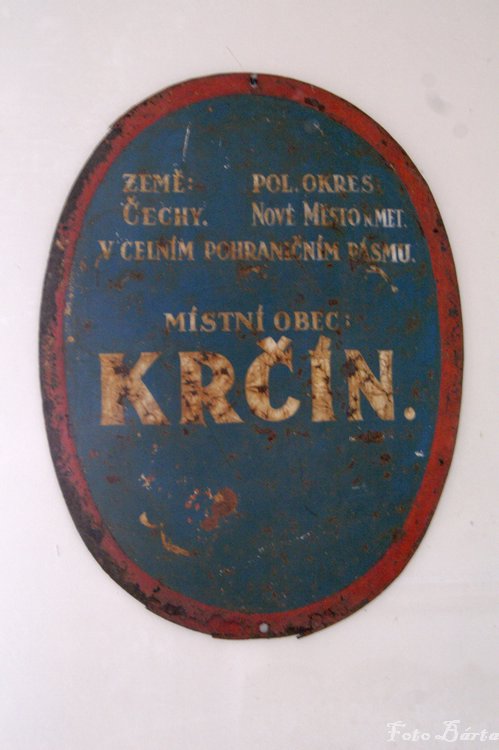 ZEMĚ: POL. OKRES:
ČECHY. NOVÉ MĚSTO N. MET.
V CELNÍM POHRANIČNÍM PÁSMU.
MÍSTNÍ OBEC:
KRČÍN.
Foto Bárta